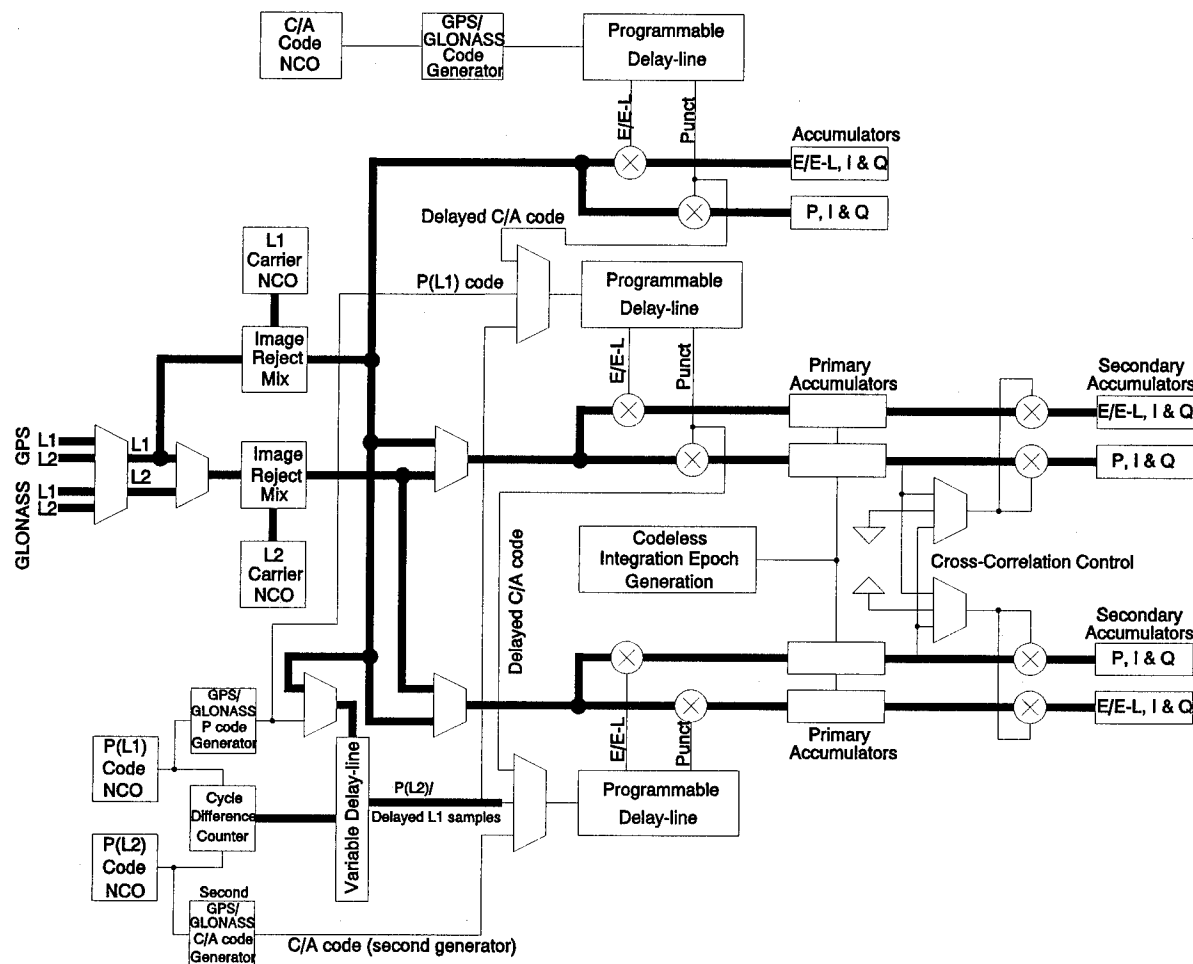 C/A
Code
NCO
GPS/
GLONASS
Code
Generator
Programmable
Delay-line
E/E-L
Punct
Accumulators
E/E-L, I & Q
P, I & Q
Delayed C/A code
L1
Carrier
NCO
P(L1) code
Programmable
Delay-line
Image
Reject
Mix
E/E-L
Punct
Primary
Accumulators
Secondary
Accumulators
E/E-L, I & Q
P, I & Q
GPS
L1
L2
GLONASS
L1
L2
L1
L2
Image
Reject
Mix
L2
Carrier
NCO
Codeless
Integration Epoch
Generation
Cross-Correlation Control
Delayed C/A code
Secondary
Accumulators
P, I & Q
E/E-L, I & Q
GPS/
GLONASS
P code
Generator
P(L1)
Code
NCO
Cycle
Difference
Counter
Variable Delay-line
P(L2)/
Delayed L1 samples
E/E-L
Punct
Primary
Accumulators
Programmable
Delay-line
P(L2)
Code
NCO
Second
GPS/
GLONASS
C/A code
Generator
C/A code (second generator)